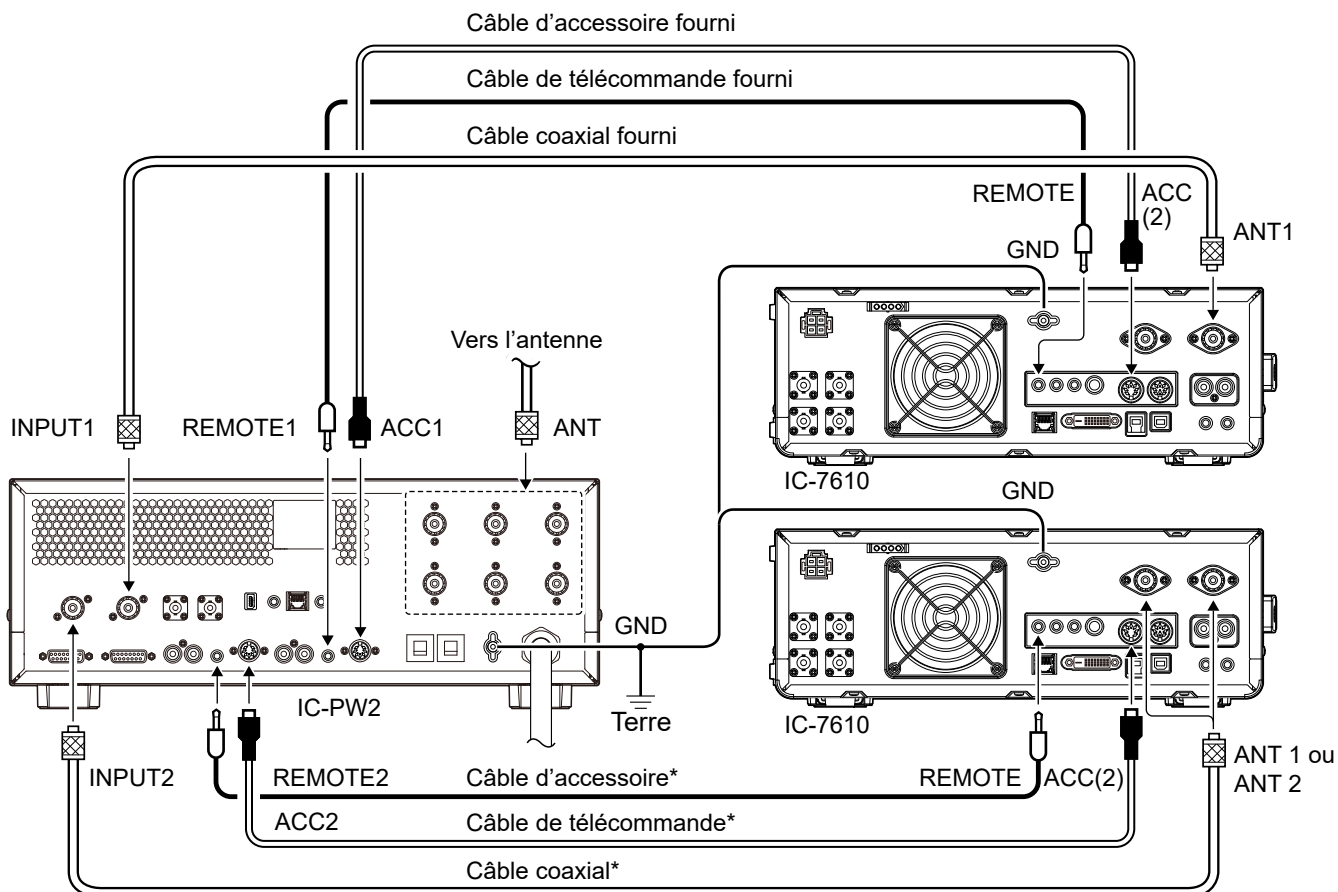 Câble d’accessoire fourni
Câble de télécommande fourni
Câble coaxial fourni
REMOTE
ACC
(2)
ANT1
GND
Vers l’antenne
INPUT1
REMOTE1
ACC1
ANT
IC-7610
GND
GND
IC-PW2
Terre
IC-7610
INPUT2
REMOTE2
Câble d’accessoire*
REMOTE
ACC(2)
ANT 1 ou
ANT 2
ACC2
Câble de télécommande*
Câble coaxial*